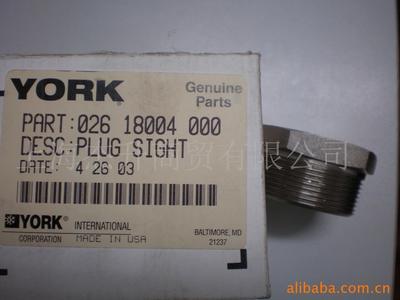 YORK
Genuine
Parts
PART:026 18004 000
DESC:PLUG SIGHT
DATE: 4 26 03
YORK INTERNATIONAL
CORPORATION MADE IN USA
BALTIMORE, MD
21237
alibaba.com.cn